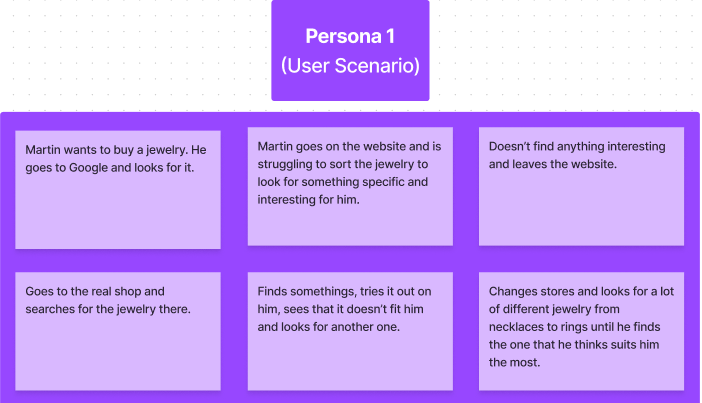 Persona 1
(User Scenario)
Martin wants to buy a jewelry. He
goes to Google and looks for it.
Martin goes on the website and is
struggling to sort the jewelry to
look for something specific and
interesting for him.
Doesn't find anything interesting
and leaves the website.
Goes to the real shop and
searches for the jewelry there.
Finds somethings, tries it out on
him, sees that it doesn't fit him
and looks for another one.
Changes stores and looks for a lot
of different jewelry from
necklaces to rings until he finds
the one that he thinks suits him
the most.